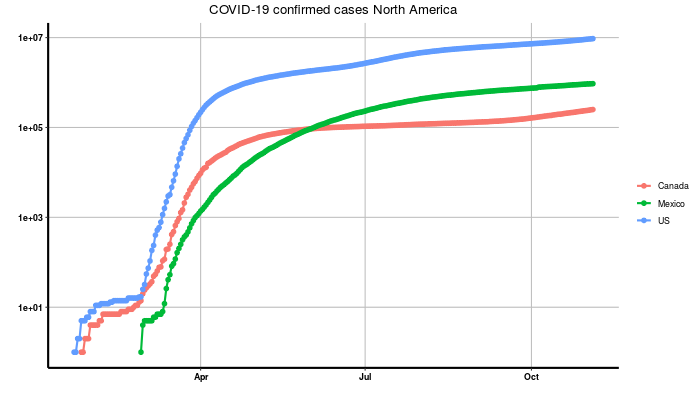 COVID-19 confirmed cases North America
1e+07
1e+05
1e+03
1e+01
Apr
Jul
Oct
Canada
Mexico
US